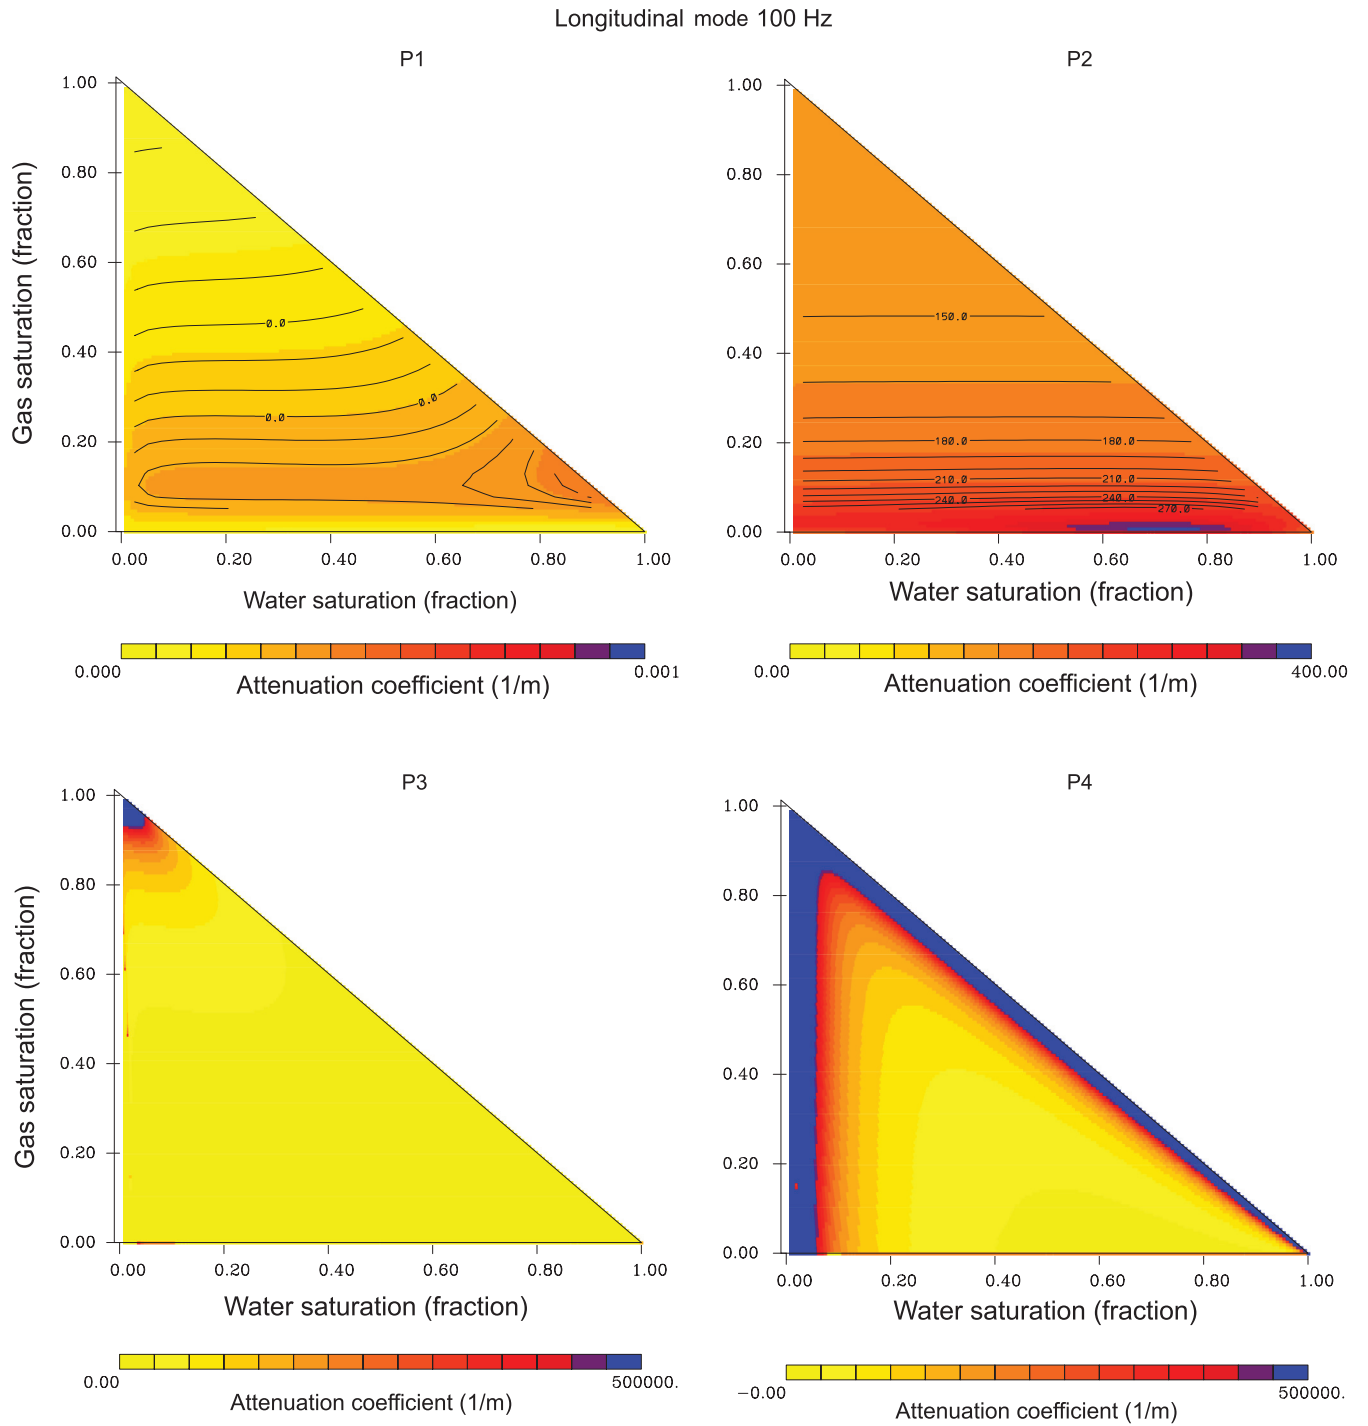 Longitudinal mode 100 Hz
P1
P2
1.00
0.80
0.60
0.40
0.20
0.00
Gas saturation (fraction)
0.0
0.0
0.0
0.00 0.20 0.40 0.60 0.80 1.00
Water saturation (fraction)
0.000 0.001
Attenuation coefficient (1/m)
1.00
0.80
0.60
0.40
0.20
0.00
150.0
180.0 180.0
210.0 210.0
240.0 240.0
270.0
0.00 0.20 0.40 0.60 0.80 1.00
Water saturation (fraction)
0.00 400.00
Attenuation coefficient (1/m)
P3
P4
1.00
0.80
0.60
0.40
0.20
0.00
Gas saturation (fraction)
0.00 0.20 0.40 0.60 0.80 1.00
Water saturation (fraction)
0.00 500000.
Attenuation coefficient (1/m)
1.00
0.80
0.60
0.40
0.20
0.00
0.00 0.20 0.40 0.60 0.80 1.00
Water saturation (fraction)
−0.00 500000.
Attenuation coefficient (1/m)